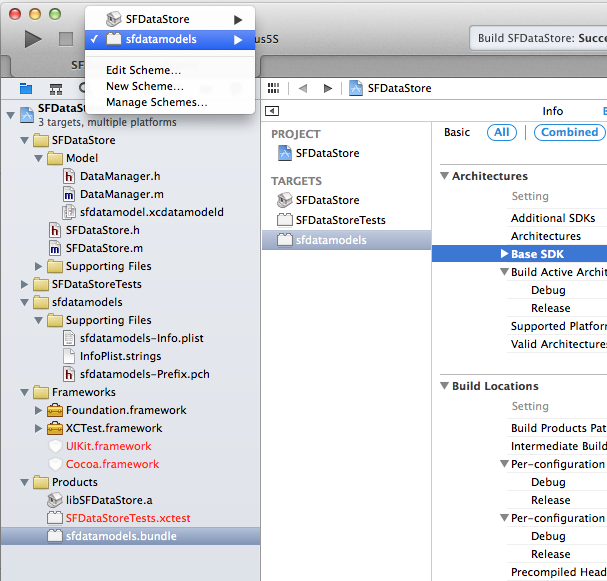 SFDataStore
sfdatamodels
Edit Scheme...
New Scheme...
Manage Schemes...
us5S
Build SFDataStore: Succe
SF
SFDataSto
3 targets, multiple platforms
SFDataStore
Model
DataManager.h
DataManager.m
sfdatamodel.xcdatamodeld
SFDataStore.h
SFDataStore.m
Supporting Files
SFDataStoreTests
sfdatamodels
Supporting Files
sfdatamodels-Info.plist
InfoPlist.strings
sfdatamodels-Prefix.pch
Frameworks
Foundation.framework
XCTest.framework
UIKit.framework
Cocoa.framework
Products
libSFDataStore.a
SFDataStoreTests.xctest
sfdatamodels.bundle
SFDataStore
PROJECT
SFDataStore
TARGETS
SFDataStore
SFDataStoreTests
sfdatamodels
Info
Basic All Combined
Architectures
Setting
Additional SDKs
Architectures
Base SDK
Build Active Archit
Debug
Release
Supported Platfor
Valid Architectures
Build Locations
Setting
Build Products Pat
Intermediate Build
Per-configuration
Debug
Release
Per-configuration
Debug
Release
Precompiled Head